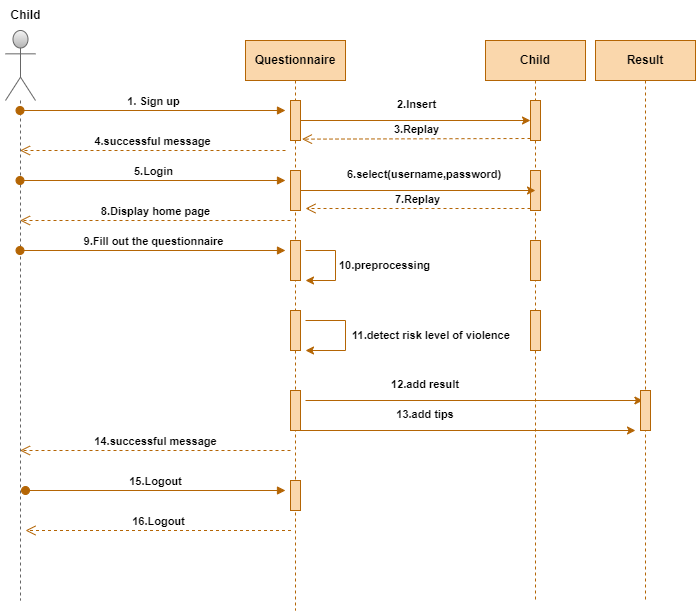 Child
Questionnaire
Child
Result
1. Sign up
2.Insert
3.Replay
4.successful message
5.Login
6.select(username,password)
7.Replay
8.Display home page
9.Fill out the questionnaire
10.preprocessing
11.detect risk level of violence
12.add result
13.add tips
14.successful message
15.Logout
16.Logout